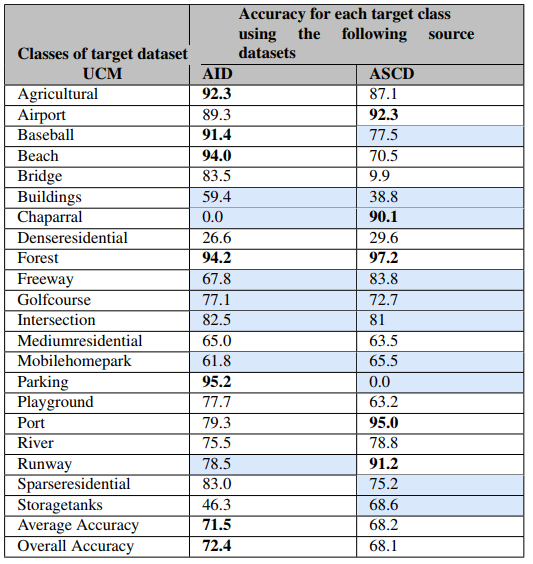 Classes of target dataset UCM
Accuracy for each target class using the following source datasets
AID ASCD
Agricultural 92.3 87.1
Airport 89.3 92.3
Baseball 91.4 77.5
Beach 94.0 70.5
Bridge 83.5 9.9
Buildings 59.4 38.8
Chaparral 0.0 90.1
Denseresidential 26.6 29.6
Forest 94.2 97.2
Freeway 67.8 83.8
Golfcourse 77.1 72.7
Intersection 82.5 81
Mediumresidential 65.0 63.5
Mobilehomepark 61.8 65.5
Parking 95.2 0.0
Playground 77.7 63.2
Port 79.3 95.0
River 75.5 78.8
Runway 78.5 91.2
Sparseresidential 83.0 75.2
Storagetanks 46.3 68.6
Average Accuracy 71.5 68.2
Overall Accuracy 72.4 68.1